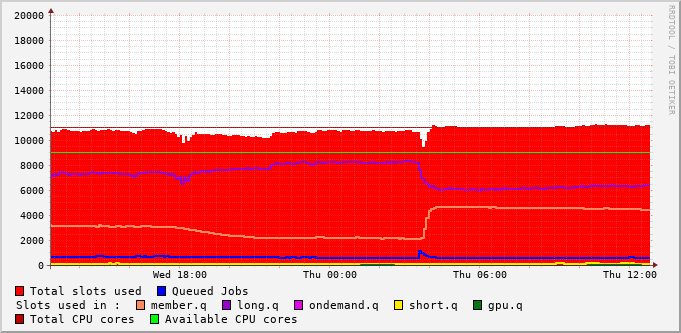 RRDTOOL / TOBI OETIKER
20000
18000
16000
14000
12000
10000
8000
6000
4000
2000
0
Wed 18:00 Thu 00:00 Thu 06:00 Thu 12:00
Total slots used Queued Jobs
Slots used in : member.q long.q ondemand.q short.q gpu.q
Total CPU cores Available CPU cores